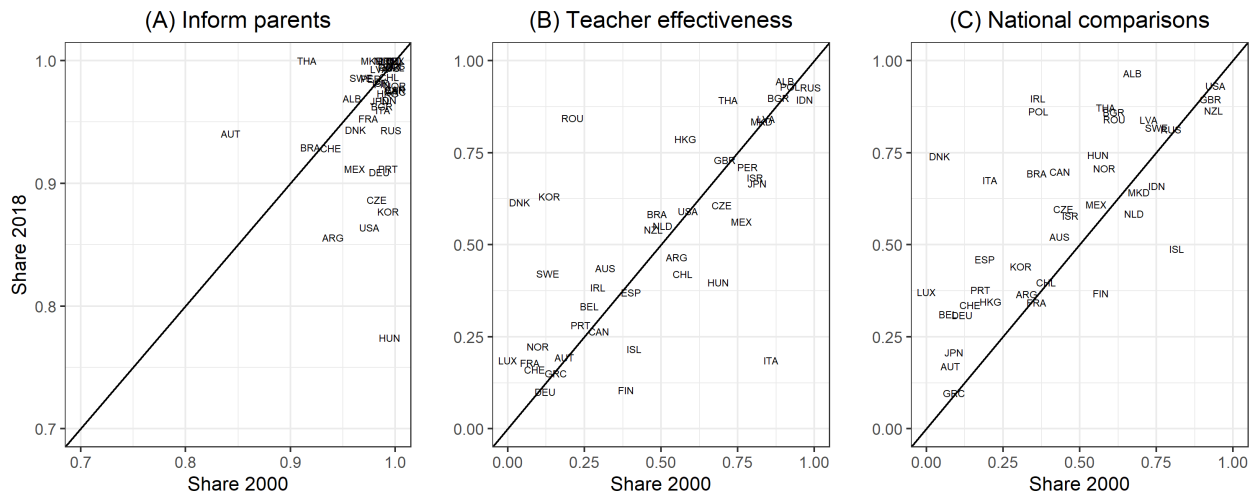 (A) Inform parents
(B) Teacher effectiveness
(C) National comparisons
Share 2018
1.0
0.9
0.8
0.7
THA
SWE
ALB
AUT
FRA
DNK
ITA
RUS
BRA
CHE
MEX
PRT
DEU
CZE
KOR
USA
ARG
HUN
BGR
0.7
0.8
0.9
1.0
Share 2000
1.00
0.75
0.50
0.25
0.00
ALB
POL
RUS
BGR
IDN
THA
ROU
LVA
MKD
HKG
GBR
PER
ISR
JPN
KOR
DNK
CZE
USA
BRA
MEX
NLD
NZL
ARG
AUS
SWE
CHL
HUN
IRL
ESP
BEL
PRT
CAN
NOR
ISL
AUT
LUX
FRA
ITA
CHE
GRC
FIN
DEU
0.00
0.25
0.50
0.75
1.00
Share 2000
1.00
0.75
0.50
0.25
0.00
ALB
USA
IRL
GBR
THA
POL
BGR
NZL
ROU
LVA
SWE
RUS
DNK
HUN
NOR
BRA
CAN
ITA
IDN
MKD
MEX
CZE
ISR
NLD
AUS
ISL
ESP
KOR
CHL
LUX
PRT
ARG
FIN
HKG
FRA
CHE
BEL
DEU
JPN
AUT
GRC
0.00
0.25
0.50
0.75
1.00
Share 2000